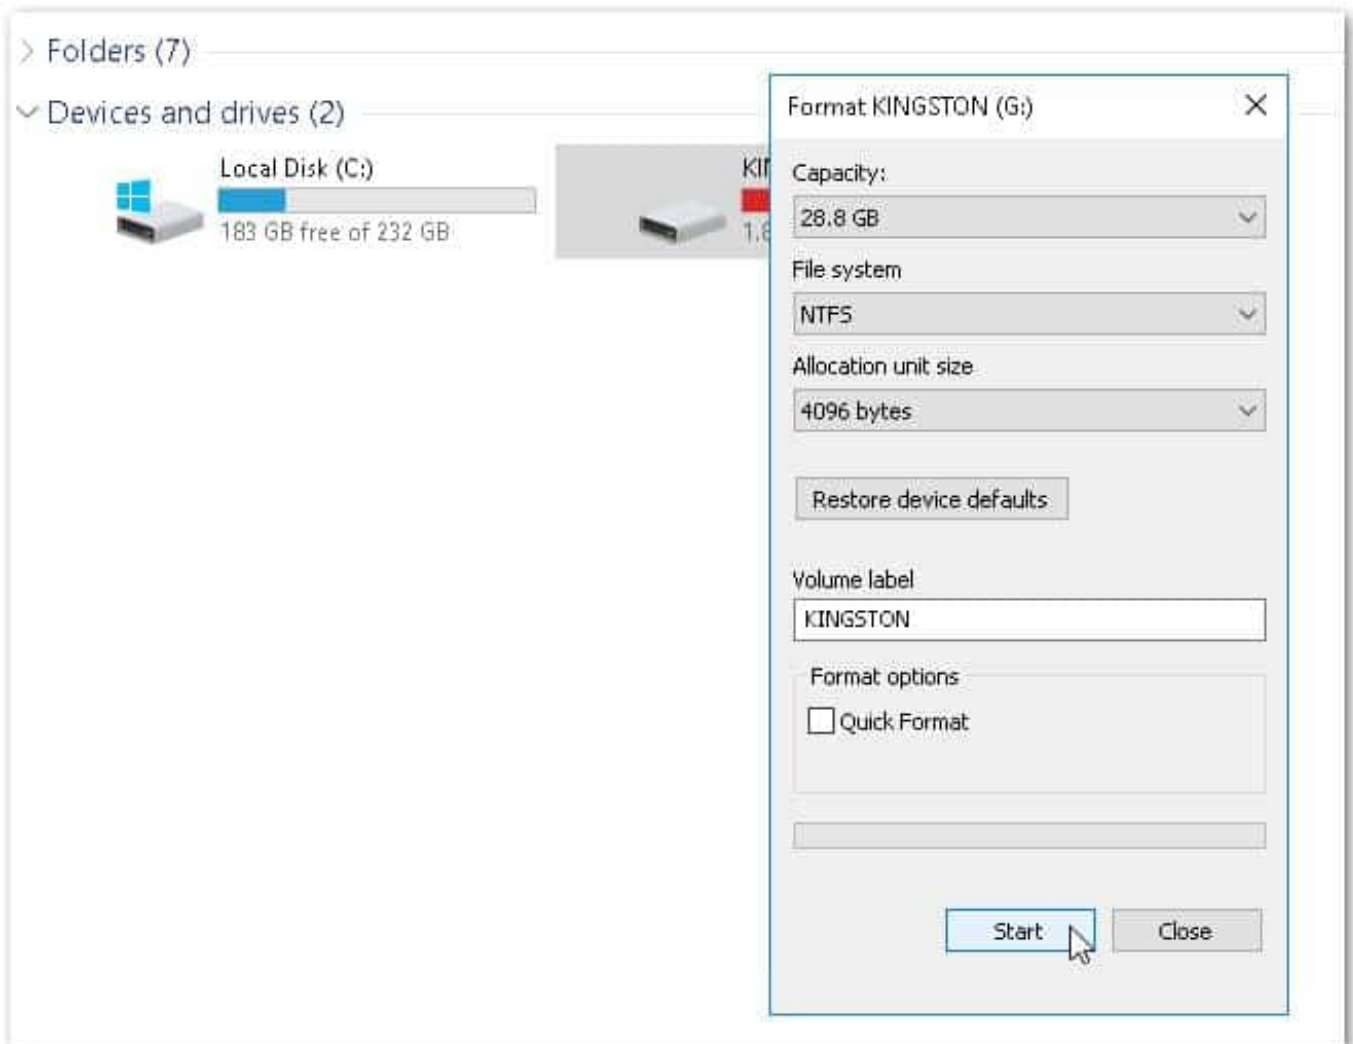 Folders (7)
Devices and drives (2)
Local Disk (C:)
183 GB free of 232 GB
Format KINGSTON (G:)
Capacity:
28.8 GB
File system
NTFS
Allocation unit size
4096 bytes
Restore device defaults
Volume label
KINGSTON
Format options
Quick Format
Start
Close